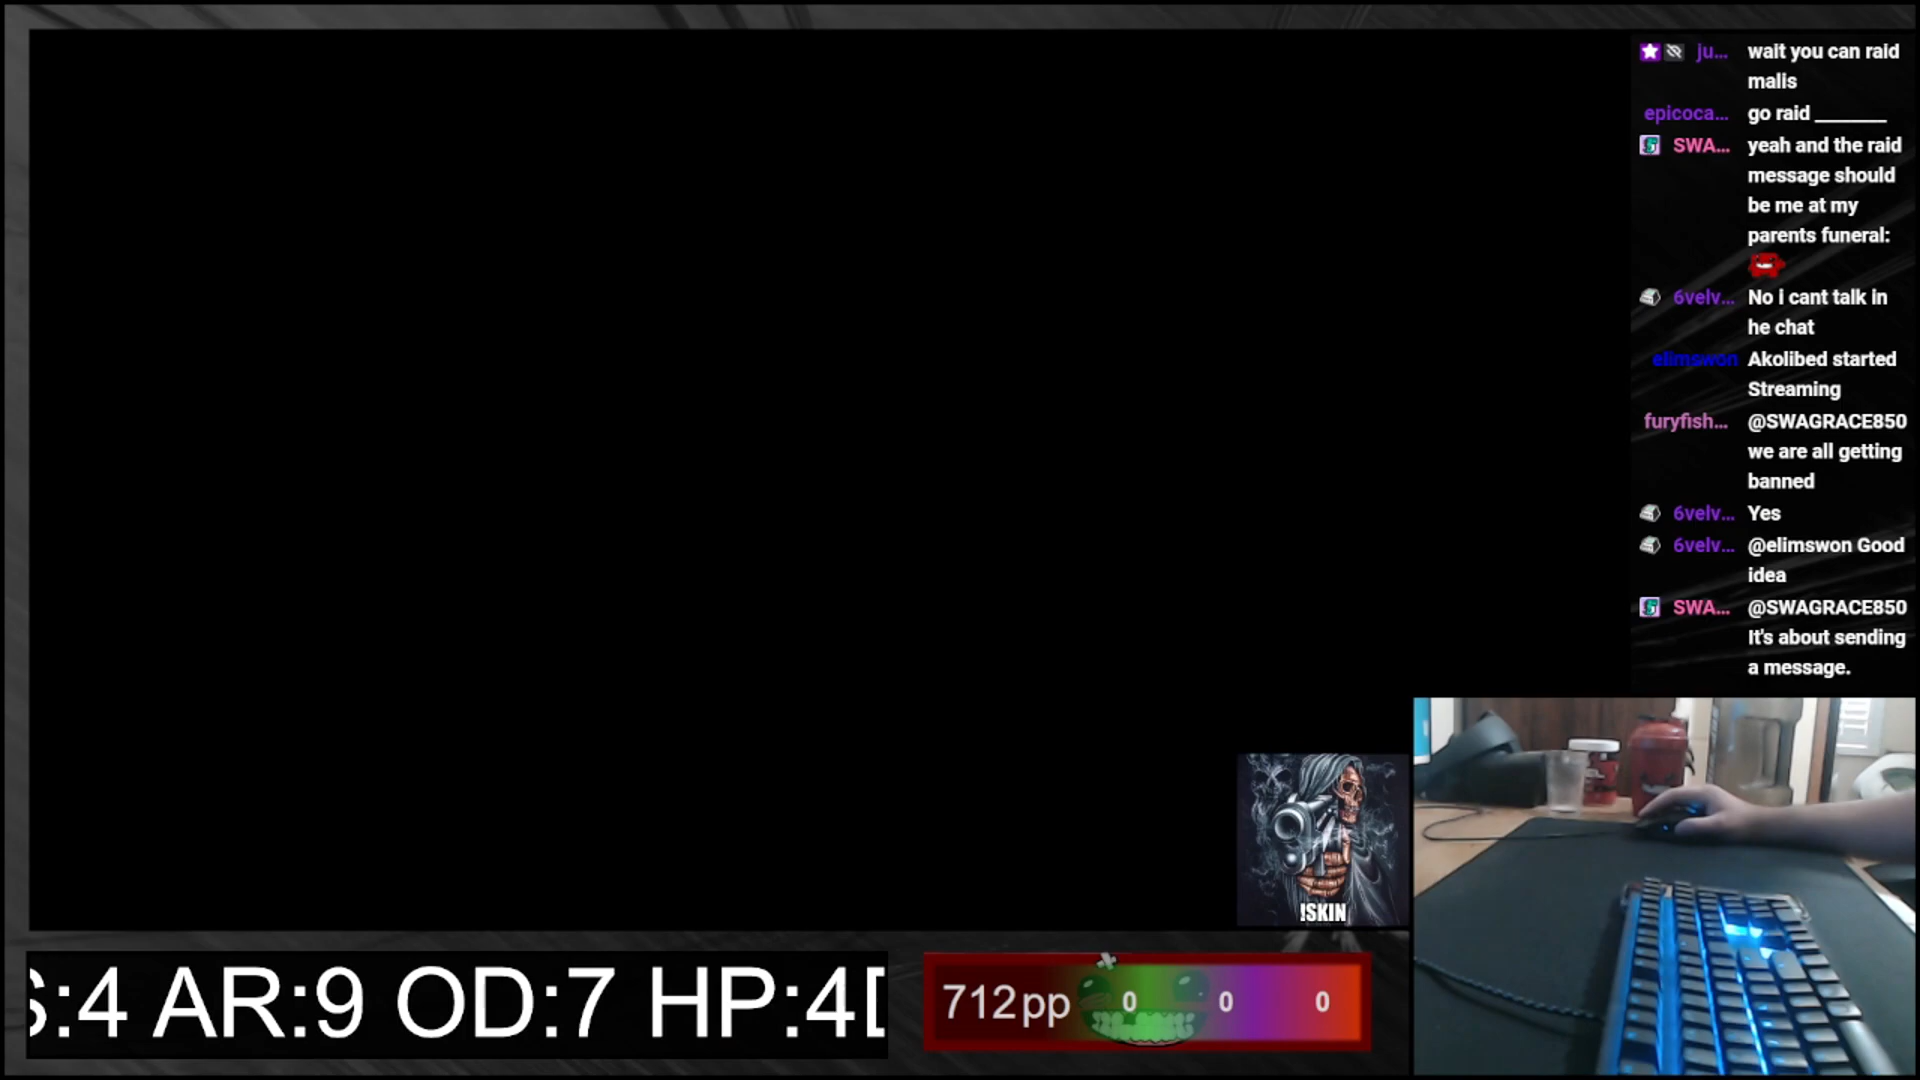 ju... wait you can raid
malls
epicoca... go raid ________
SWA... yeah and the raid
message should
be me at my
parents funeral:
6velv... No i cant talk in
he chat
elimswon Akolibed started
Streaming
furyfish... @SWAGRACE850
we are all getting
banned
6velv... Yes
6velv... @elimswon Good
idea
SWA... @SWAGRACE850
It's about sending
a message.
!SKIN
S:4 AR:9 OD:7 HP:4
712pp 0 0 0